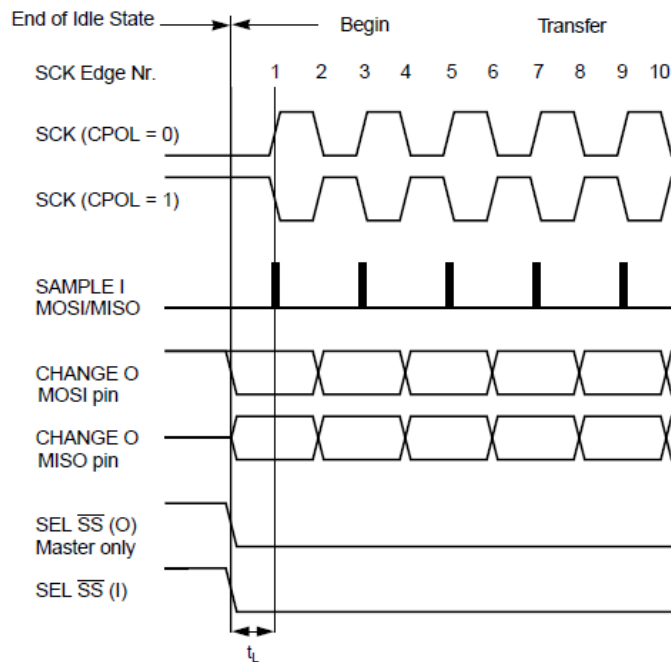 End of Idle State Begin Transfer
SCK Edge Nr. 1 2 3 4 5 6 7 8 9 10
SCK (CPOL = 0)
SCK (CPOL = 1)
SAMPLE I
MOSI/MISO
CHANGE O
MOSI pin
CHANGE O
MISO pin
SEL S̅S̅ (O)
Master only
SEL S̅S̅ (I)
tL